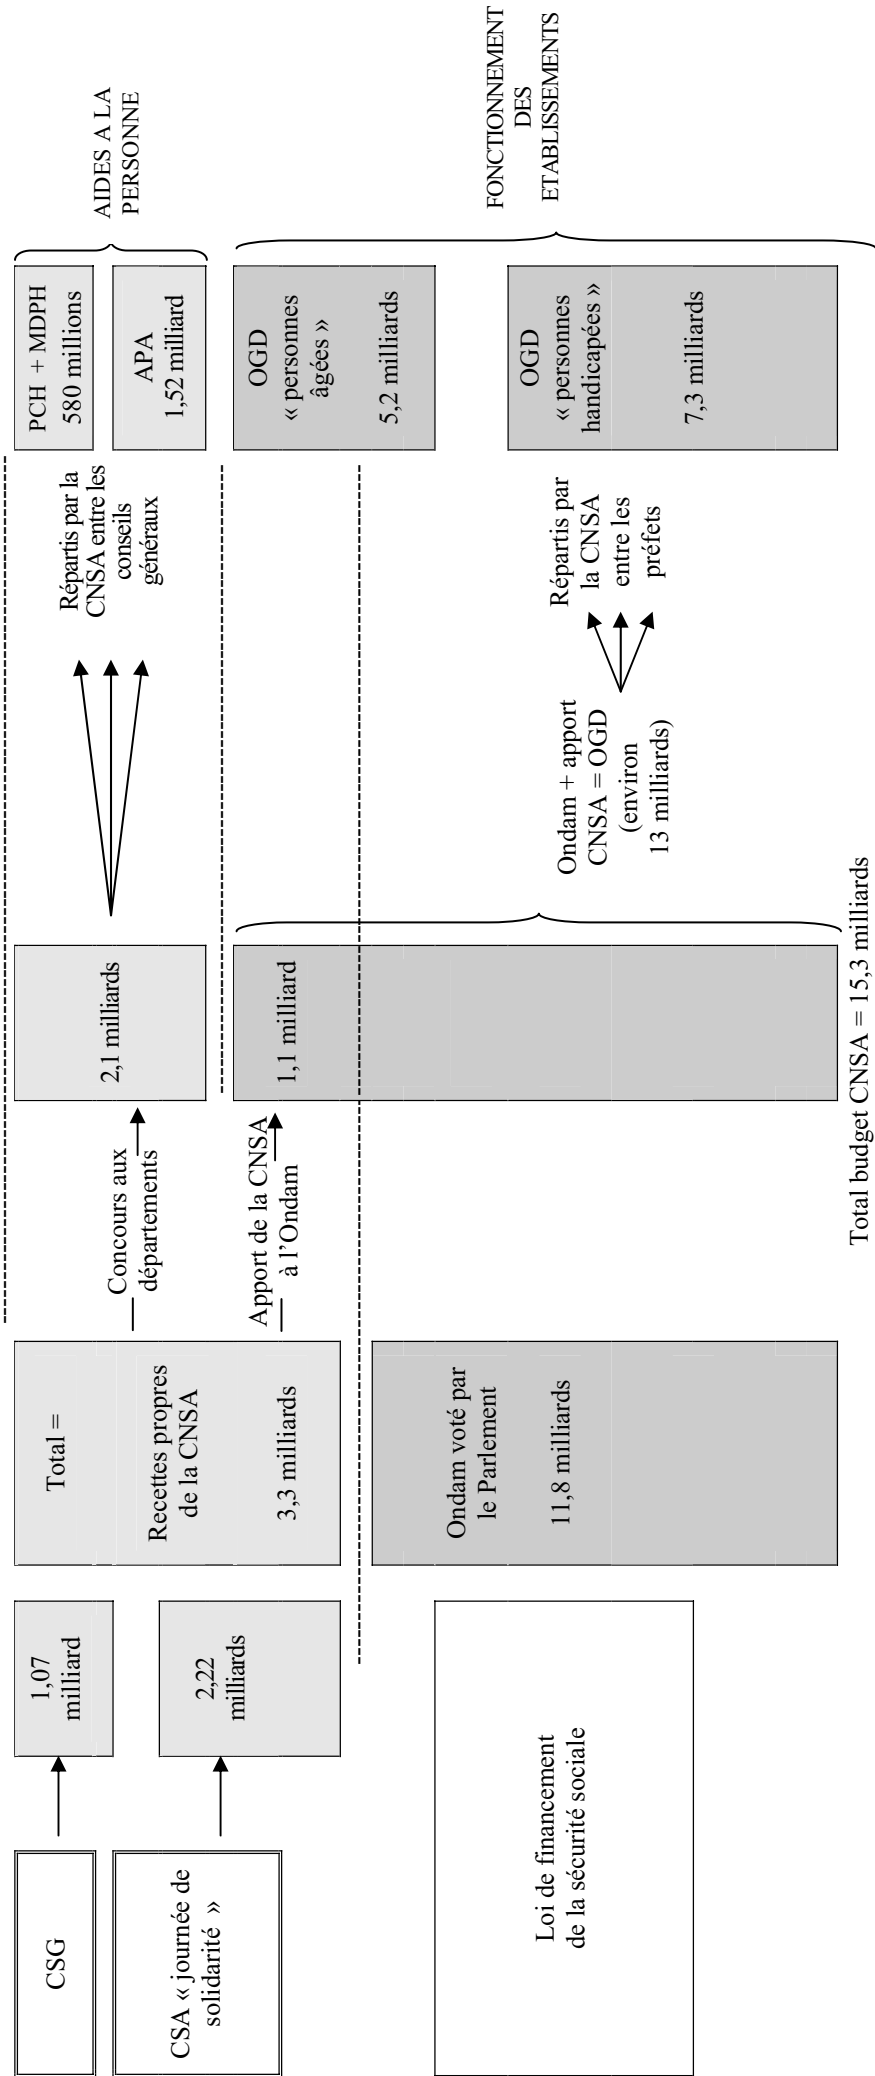 CSG
CSA « journée de
solidarité »
Loi de financement
de la sécurité sociale
1,07
milliard
2,22
milliards
Total =
Recettes propres
de la CNSA
3,3 milliards
Ondam voté par
le Parlement
11,8 milliards
Concours aux
départements
Apport de la CNSA
à l’Ondam
2,1 milliards
1,1 milliard
Total budget CNSA = 15,3 milliards
Répartis par la
CNSA entre les
conseils
généraux
Ondam + apport
CNSA = OGD
(environ
13 milliards)
Répartis par
la CNSA
entre les
préfets
PCH + MDPH
580 millions
APA
1,52 milliard
OGD
« personnes
âgées »
5,2 milliards
OGD
« personnes
handicapées »
7,3 milliards
AIDES A LA
PERSONNE
FONCTIONNEMENT
DES
ETABLISSEMENTS